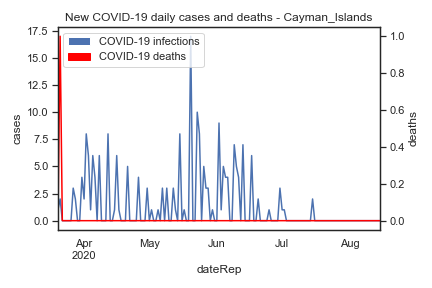 New COVID-19 daily cases and deaths - Cayman_Islands
COVID-19 infections
COVID-19 deaths
17.5
15.0
12.5
10.0
7.5
5.0
2.5
0.0
cases
1.0
0.8
0.6
0.4
0.2
0.0
deaths
Apr May Jun Jul Aug
2020
dateRep